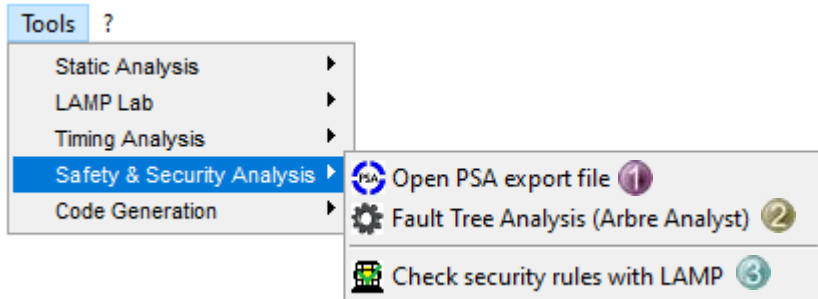 Tools ?
Static Analysis
LAMP Lab
Timing Analysis
Safety & Security Analysis
Code Generation
PSA Open PSA export file 1
Fault Tree Analysis (Arbre Analyst) 2
Check security rules with LAMP 3